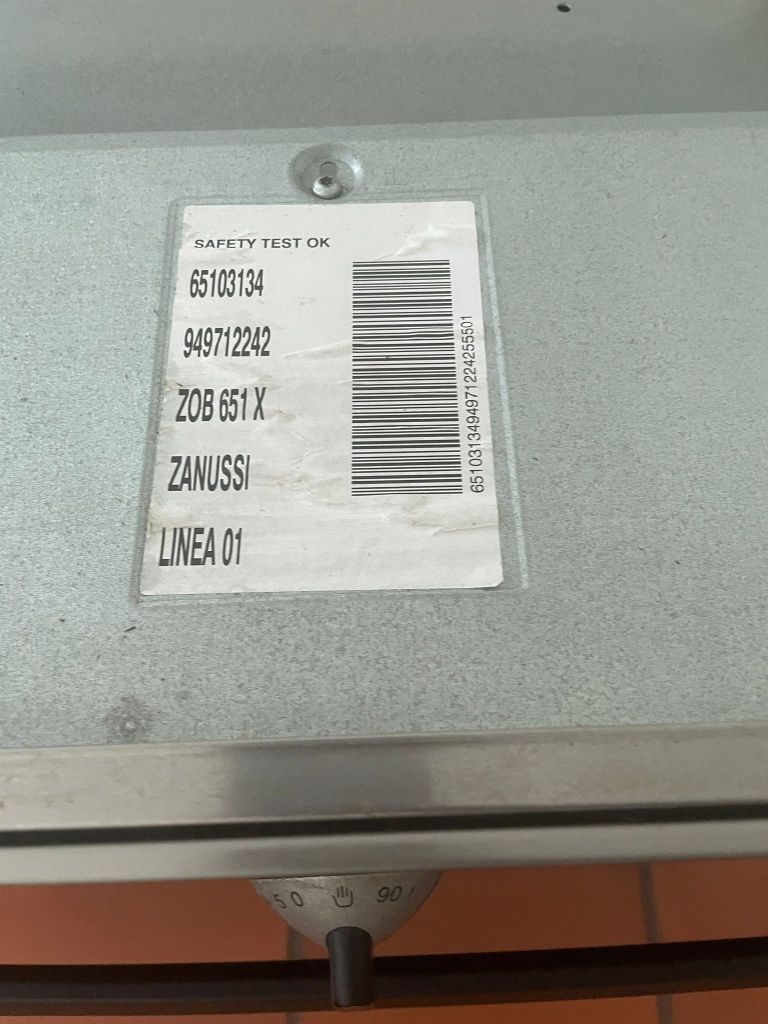 SAFETY TEST OK
65103134
949712242
ZOB 651 X
ZANUSSI
LINEA 01
6510313494971224255501
50 90